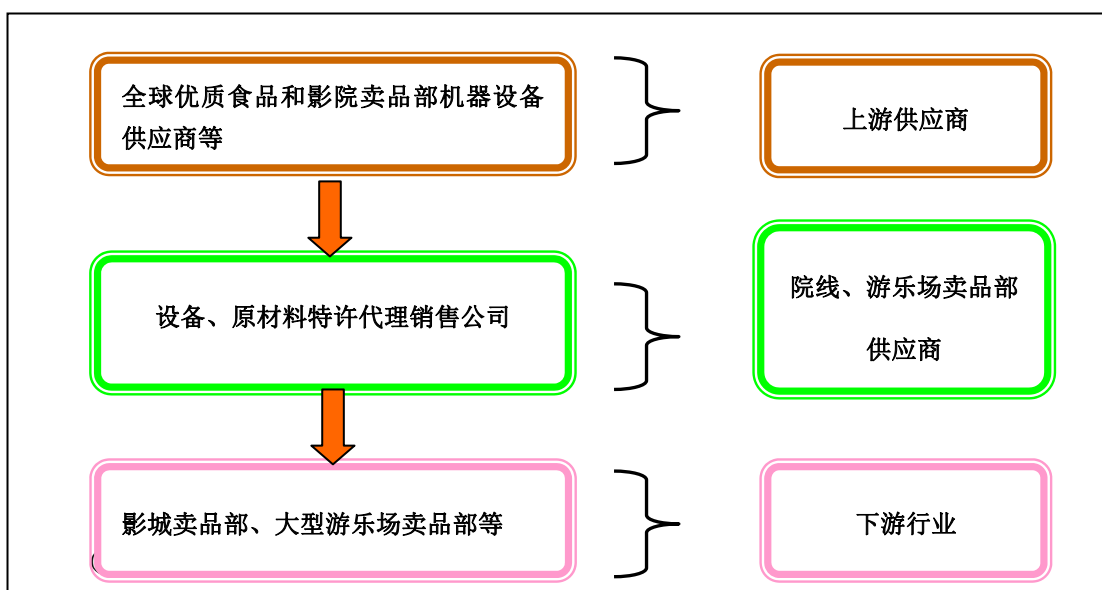 全球优质食品和影院卖品部机器设备
供应商等
上游供应商
设备、原材料特许代理销售公司
院线、游乐场卖品部
供应商
影城卖品部、大型游乐场卖品部等
下游行业